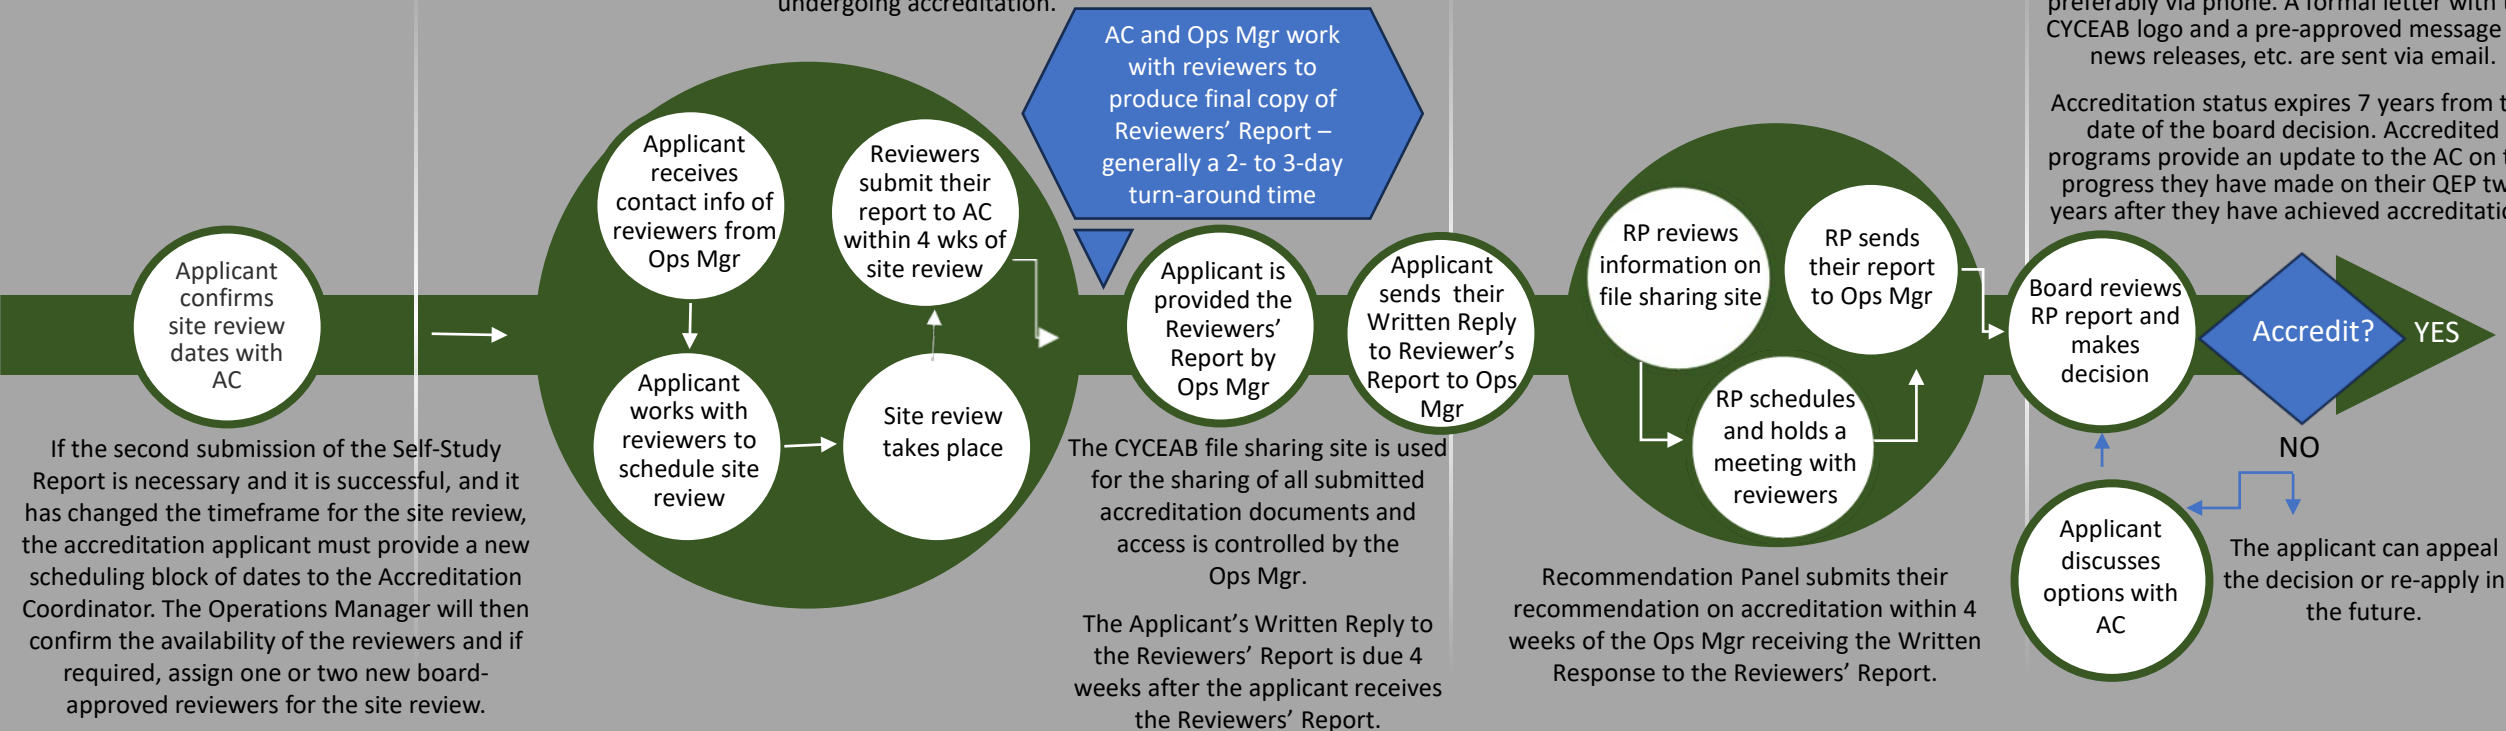 undergoing accreditation.
Applicant
confirms
site review
dates with
AC
If the second submission of the Self-Study
Report is necessary and it is successful, and it
has changed the timeframe for the site review,
the accreditation applicant must provide a new
scheduling block of dates to the Accreditation
Coordinator. The Operations Manager will then
confirm the availability of the reviewers and if
required, assign one or two new board-
approved reviewers for the site review.
Applicant
receives
contact info of
reviewers from
Ops Mgr
Applicant
works with
reviewers to
schedule site
review
Site review
takes place
Reviewers
submit their
report to AC
within 4 wks of
site review
AC and Ops Mgr work
with reviewers to
produce final copy of
Reviewers’ Report –
generally a 2- to 3-day
turn-around time
Applicant is
provided the
Reviewers’
Report by
Ops Mgr
Applicant
sends their
Written Reply
to Reviewer’s
Report to Ops
Mgr
The CYCEAB file sharing site is used
for the sharing of all submitted
accreditation documents and
access is controlled by the
Ops Mgr.
The Applicant’s Written Reply to
the Reviewers’ Report is due 4
weeks after the applicant receives
the Reviewers’ Report.
RP reviews
information on
file sharing site
RP schedules
and holds a
meeting with
reviewers
RP sends
their report
to Ops Mgr
Recommendation Panel submits their
recommendation on accreditation within 4
weeks of the Ops Mgr receiving the Written
Response to the Reviewers’ Report.
preferably via phone. A formal letter with
CYCEAB logo and a pre-approved message
news releases, etc. are sent via email.
Accreditation status expires 7 years from
date of the board decision. Accredited
programs provide an update to the AC on
progress they have made on their QEP
years after they have achieved
Board reviews
RP report and
makes
decision
Accredit?
YES
NO
Applicant
discusses
options with
AC
The applicant can appeal
the decision or re-apply in
the future.